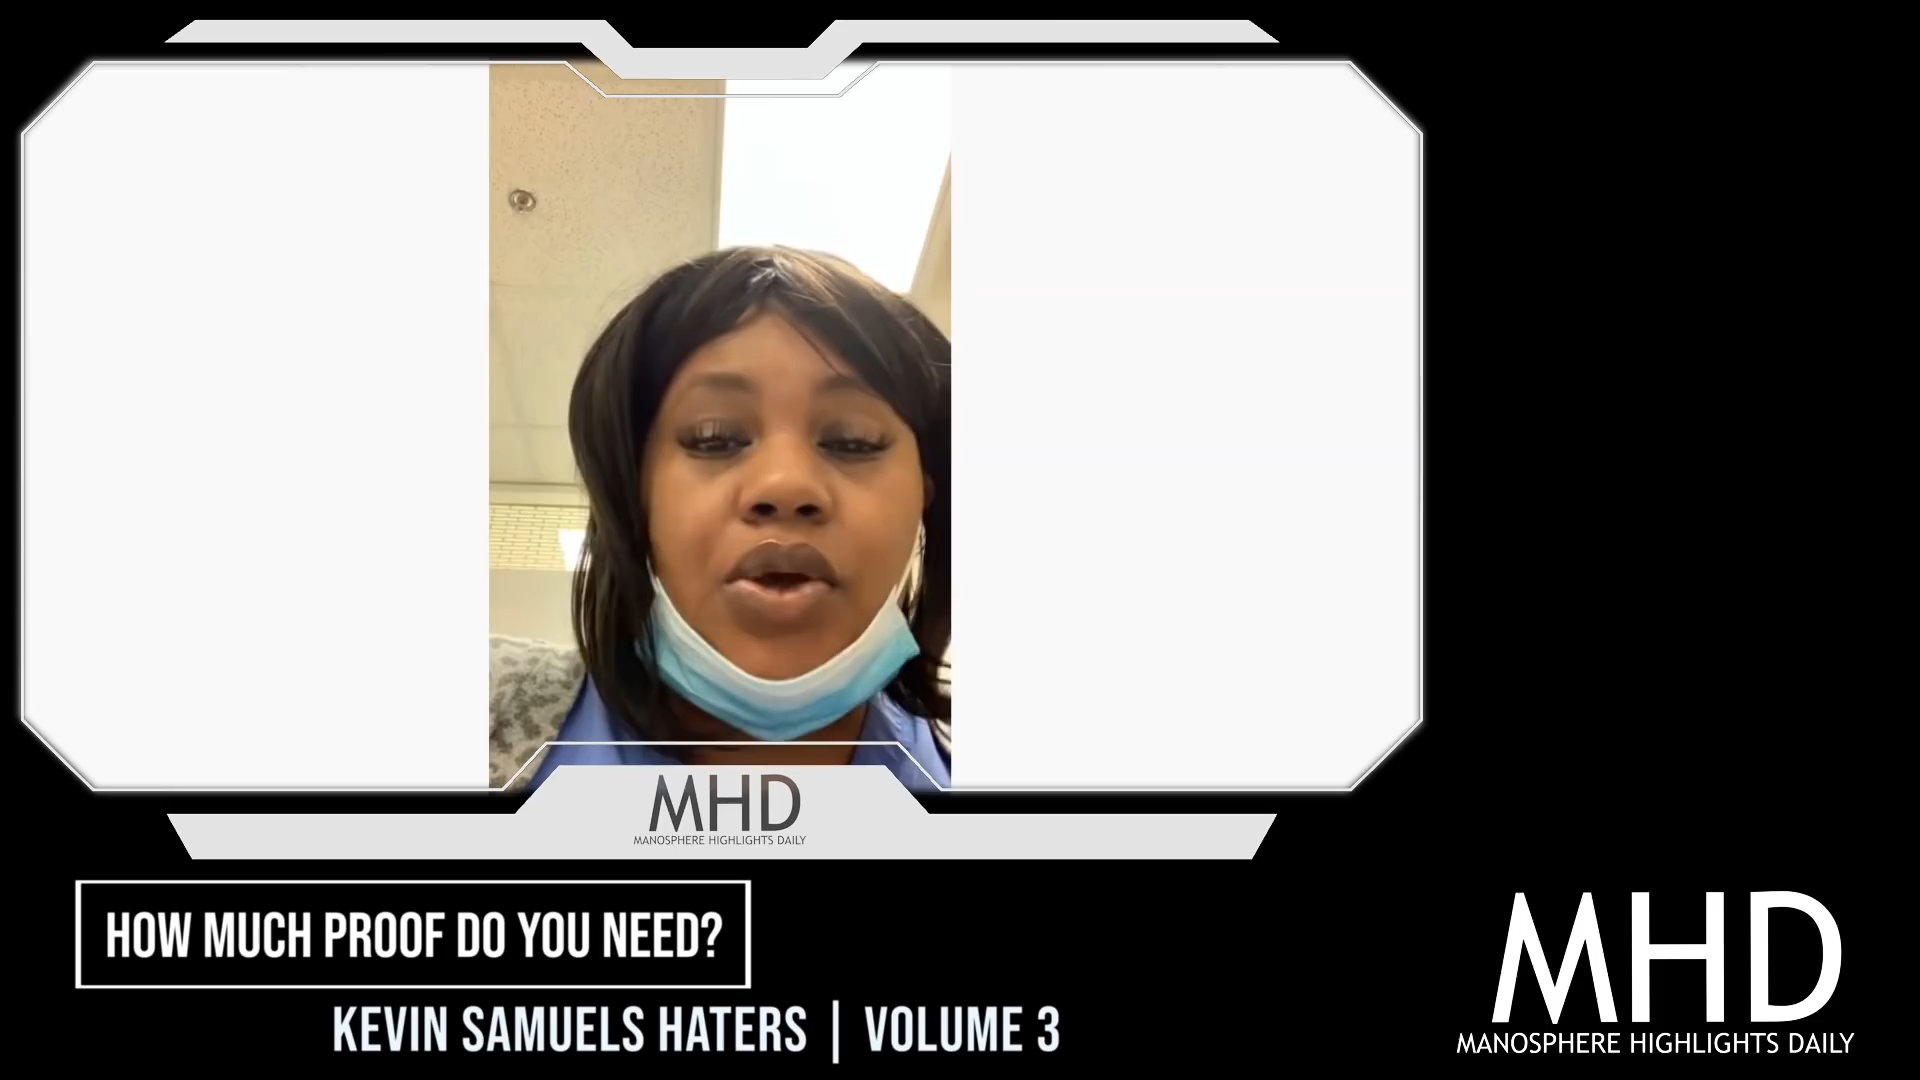 MHD
MANOSPHERE HIGHLIGHTS DAILY
HOW MUCH PROOF DO YOU NEED?
KEVIN SAMUELS HATERS | VOLUME 3
MHD
MANOSPHERE HIGHLIGHTS DAILY